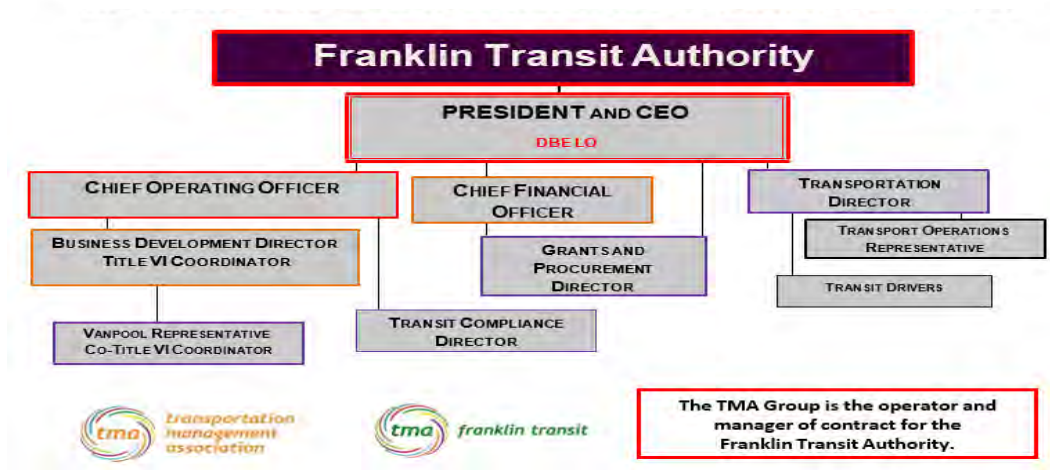 Franklin Transit Authority
PRESIDENT AND CEO
DBE LO
CHIEF OPERATING OFFICER
CHIEF FINANCIAL
OFFICER
TRANSPORTATION
DIRECTOR
BUSINESS DEVELOPMENT DIRECTOR
TITLE VI COORDINATOR
GRANTS AND
PROCUREMENT
DIRECTOR
TRANSPORT OPERATIONS
REPRESENTATIVE
TRANSIT DRIVERS
VANPOOL REPRESENTATIVE
CO-TITLE VI COORDINATOR
TRANSIT COMPLIANCE
DIRECTOR
tma
transportation
management
association
tma
franklin transit
The TMA Group is the operator and
manager of contract for the
Franklin Transit Authority.